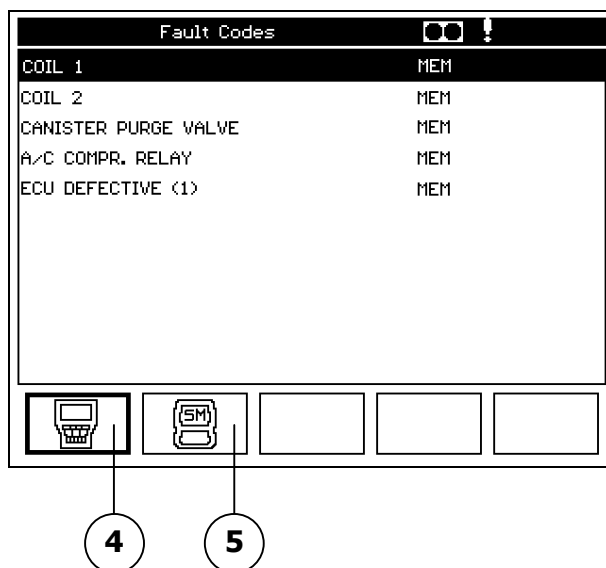 Fault Codes !
COIL 1 MEM
COIL 2 MEM
CANISTER PURGE VALVE MEM
A/C COMPR. RELAY MEM
ECU DEFECTIVE (1) MEM
(SM)
4 5